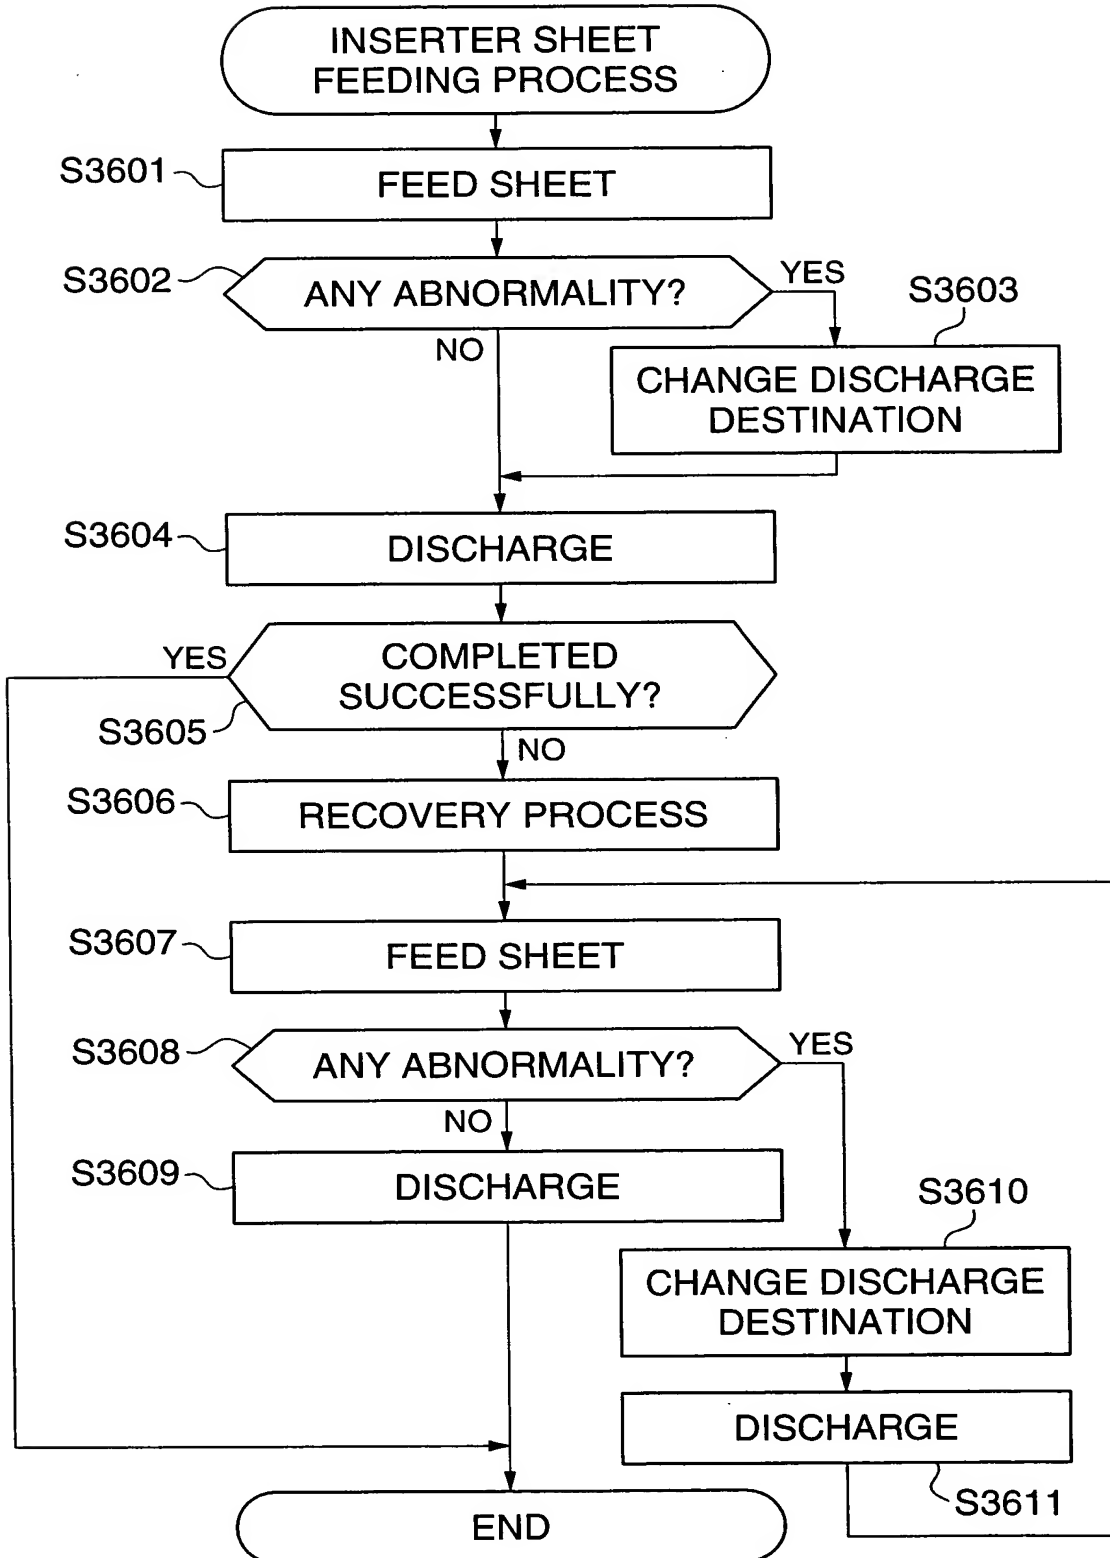 INSERTER SHEET
FEEDING PROCESS
S3601
FEED SHEET
S3602
ANY ABNORMALITY?
YES
NO
S3603
CHANGE DISCHARGE
DESTINATION
S3604
DISCHARGE
YES
COMPLETED
SUCCESSFULLY?
S3605
NO
S3606
RECOVERY PROCESS
S3607
FEED SHEET
S3608
ANY ABNORMALITY?
YES
NO
S3609
DISCHARGE
S3610
CHANGE DISCHARGE
DESTINATION
DISCHARGE
S3611
END